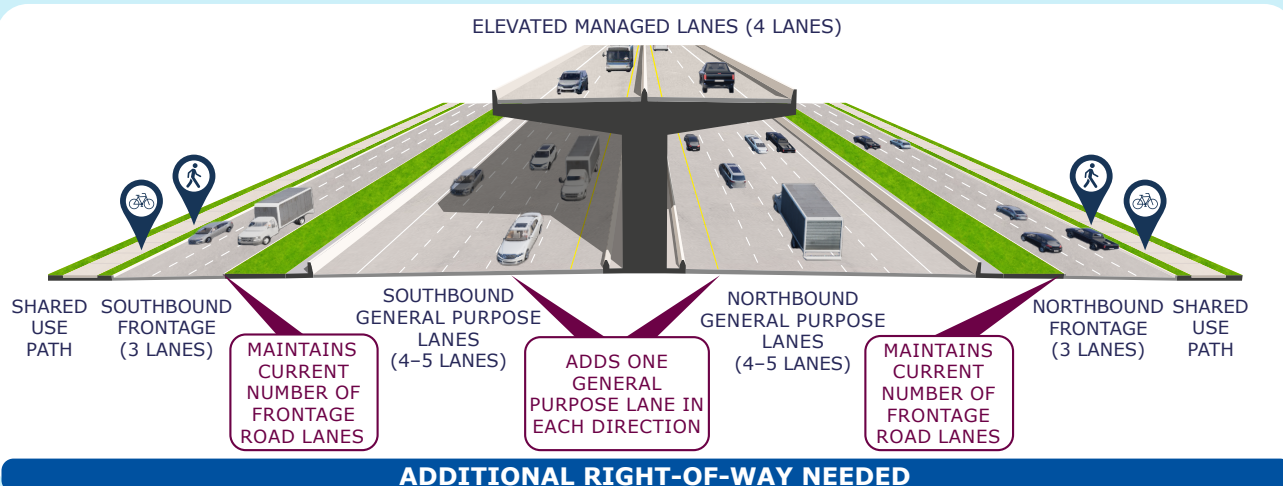 ELEVATED MANAGED LANES (4 LANES)
SHARED
USE
PATH
SOUTHBOUND
FRONTAGE
(3 LANES)
MAINTAINS
CURRENT
NUMBER OF
FRONTAGE
ROAD LANES
SOUTHBOUND
GENERAL PURPOSE
LANES
(4–5 LANES)
ADDS ONE
GENERAL
PURPOSE LANE IN
EACH DIRECTION
NORTHBOUND
GENERAL PURPOSE
LANES
(4–5 LANES)
MAINTAINS
CURRENT
NUMBER OF
FRONTAGE
ROAD LANES
NORTHBOUND
FRONTAGE
(3 LANES)
SHARED
USE
PATH
ADDITIONAL RIGHT-OF-WAY NEEDED